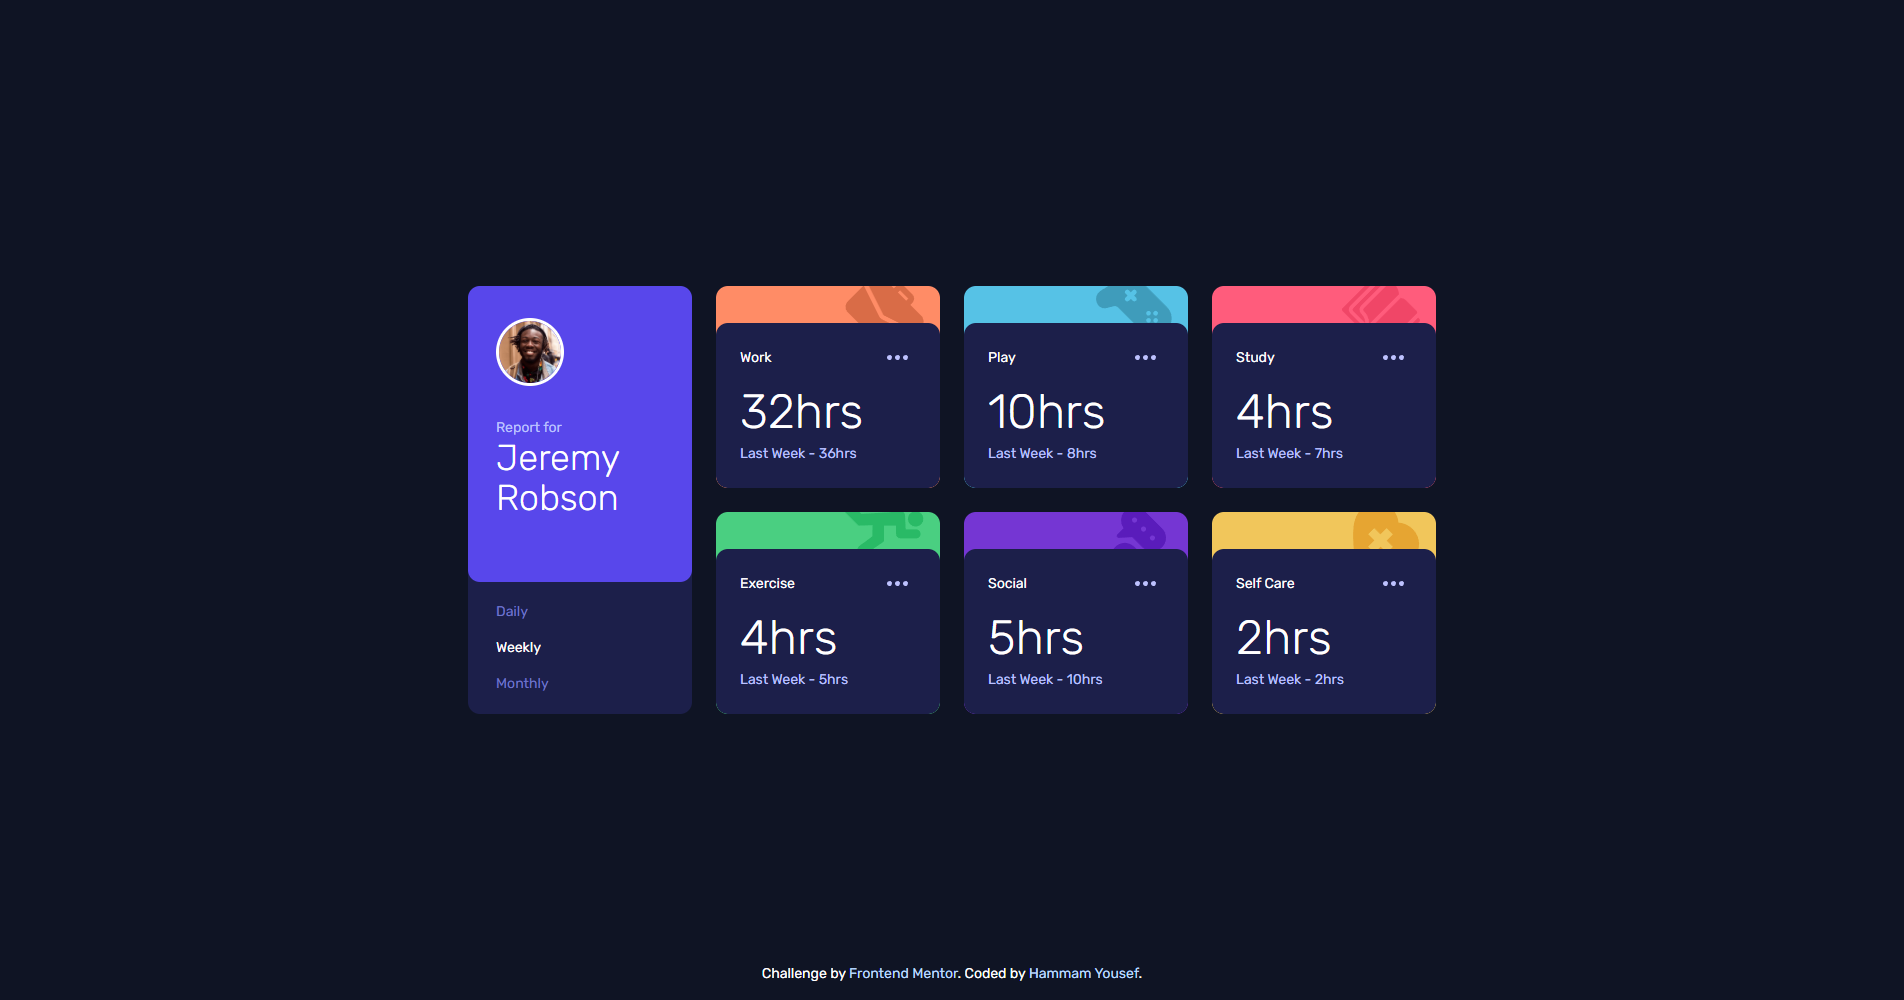 Report for
Jeremy
Robson
Daily
Weekly
Monthly
Work
32hrs
Last Week - 36hrs
Play
10hrs
Last Week - 8hrs
Study
4hrs
Last Week - 7hrs
Exercise
4hrs
Last Week - 5hrs
Social
5hrs
Last Week - 10hrs
Self Care
2hrs
Last Week - 2hrs
Challenge by Frontend Mentor. Coded by Hammam Yousef.